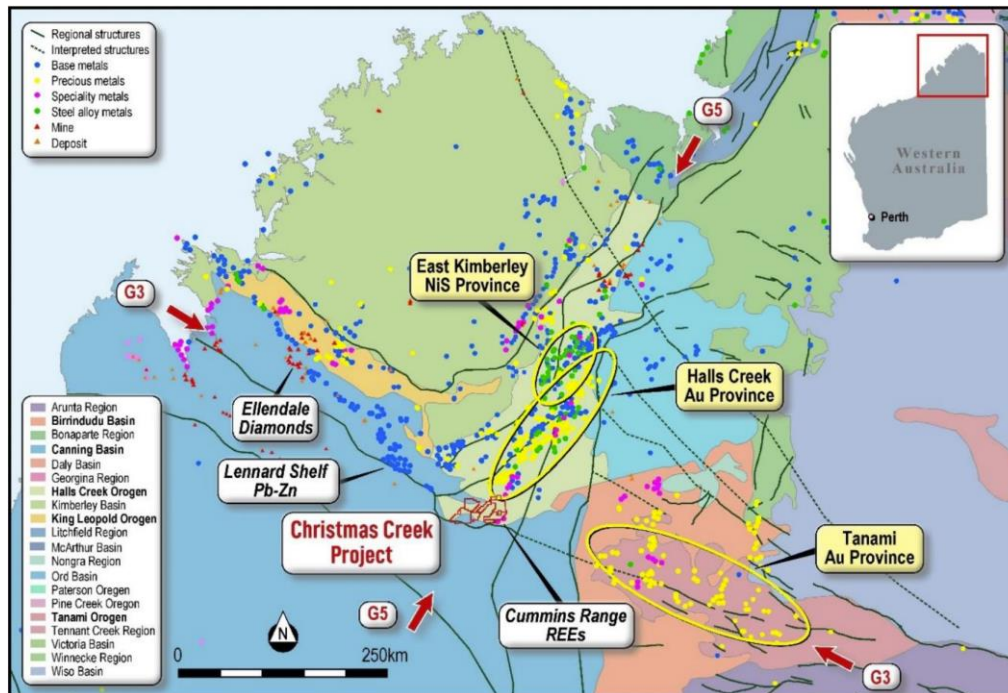 Regional structures
Interpreted structures
Base metals
Precious metals
Speciality metals
Steel alloy metals
Mine
Deposit
G5
Western
Australia
Perth
East Kimberley
NiS Province
G3
Halls Creek
Au Province
Ellendale
Diamonds
Lennard Shelf
Pb-Zn
Christmas Creek
Project
Tanami
Au Province
Cummins Range
REEs
G5
G3
Arunta Region
Birrindudu Basin
Bonaparte Region
Canning Basin
Daly Basin
Georgina Region
Halls Creek Orogen
Kimberley Basin
King Leopold Orogen
Litchfield Region
McArthur Basin
Nongra Region
Ord Basin
Paterson Oregen
Pine Creek Oregon
Tanami Orogen
Tennant Creek Region
Victoria Basin
Winnecke Region
Wiso Basin
N
0 250km